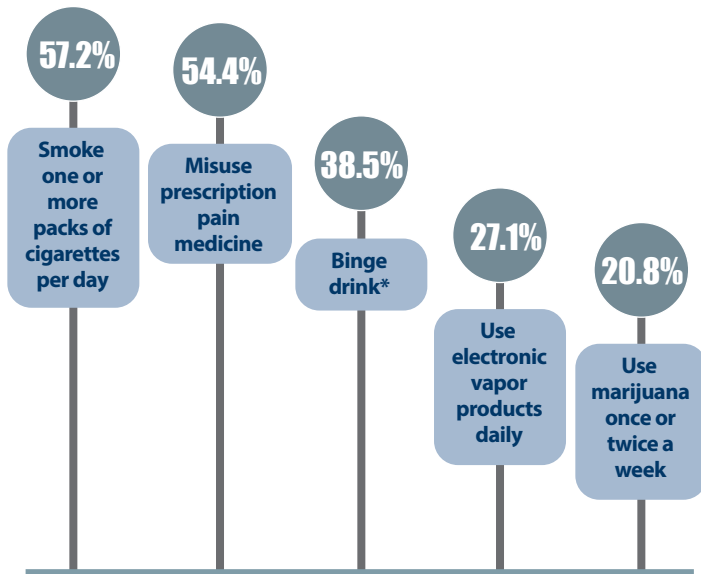 57.2%
Smoke
one or
more
packs of
cigarettes
per day
54.4%
Misuse
prescription
pain
medicine
38.5%
Binge
drink*
27.1%
Use
electronic
vapor
products
daily
20.8%
Use
marijuana
once or
twice a
week